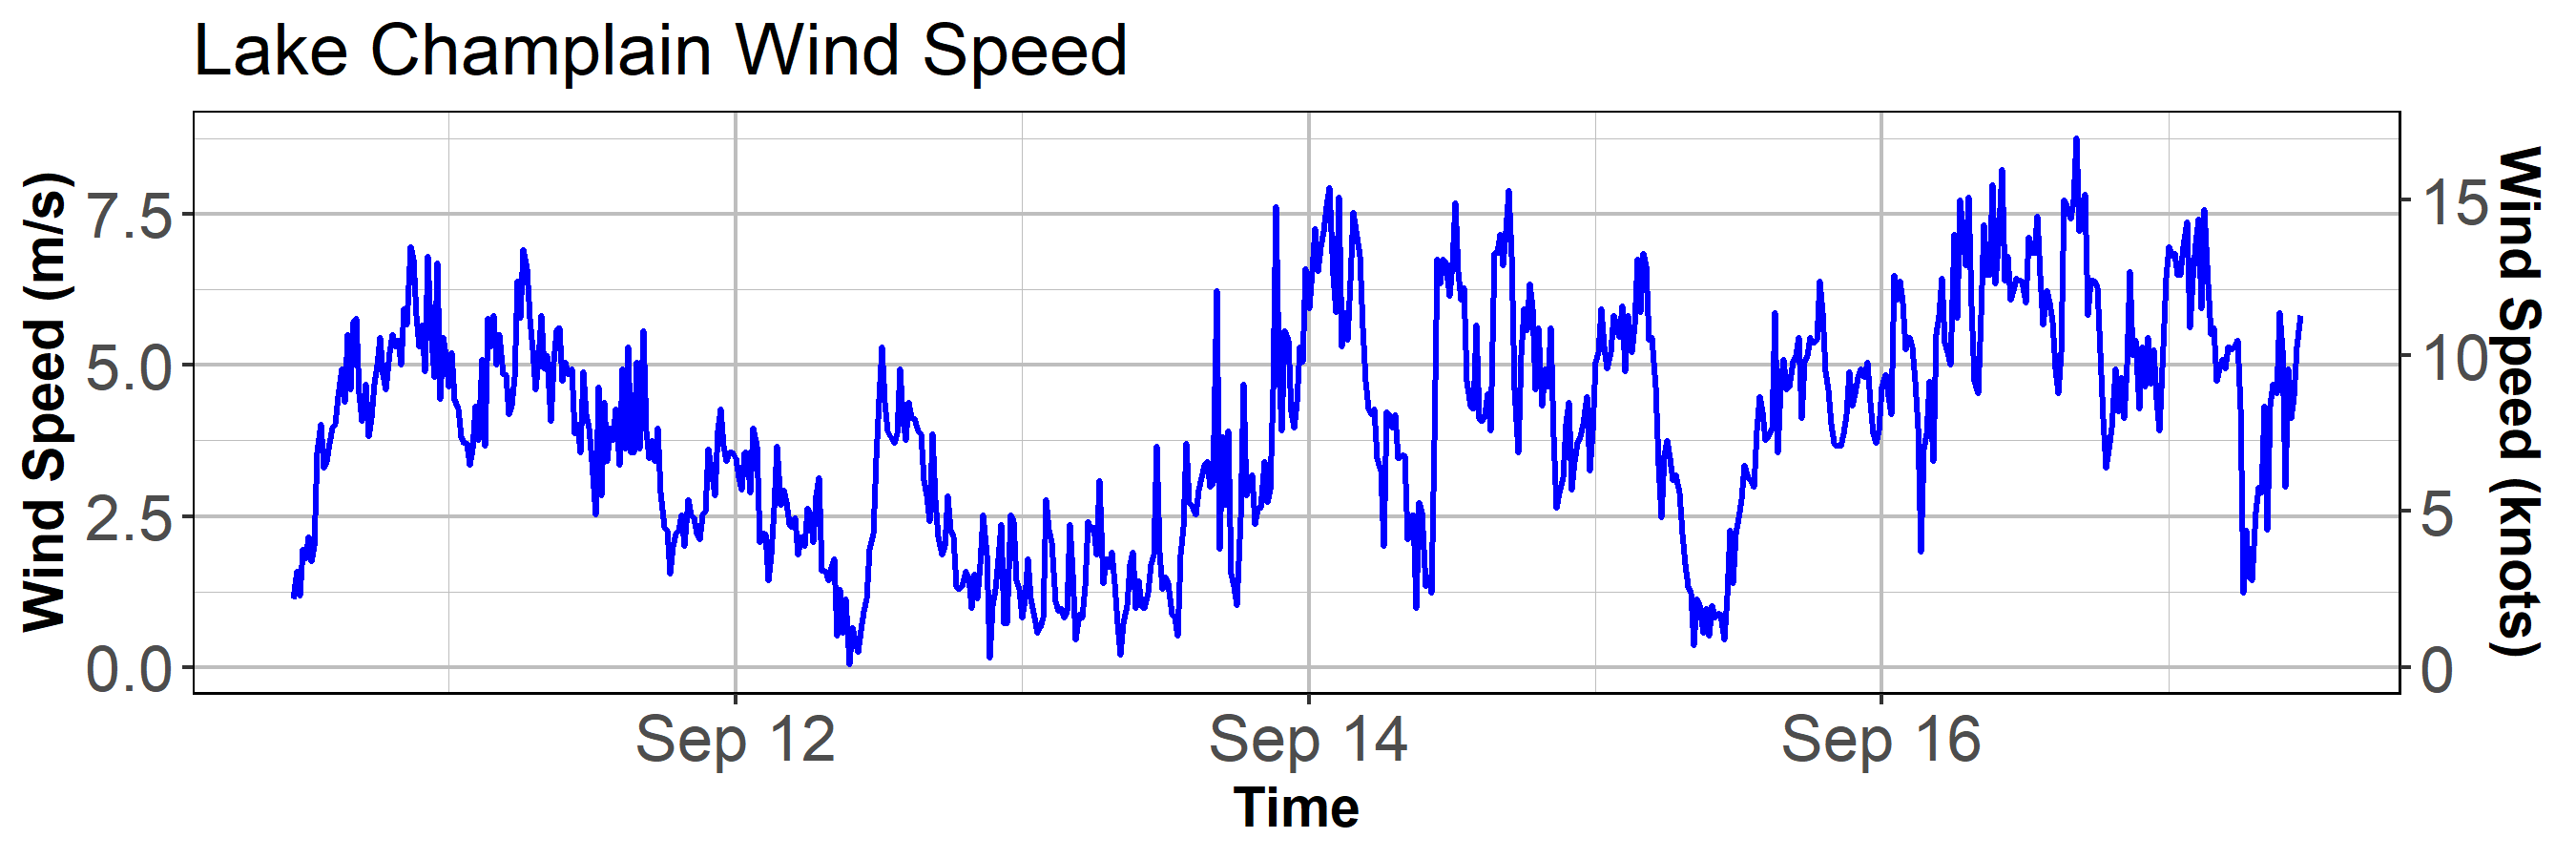 Lake Champlain Wind Speed
Wind Speed (m/s)
7.5
5.0
2.5
0.0
15
10
5
0
Wind Speed (knots)
Sep 12
Sep 14
Sep 16
Time